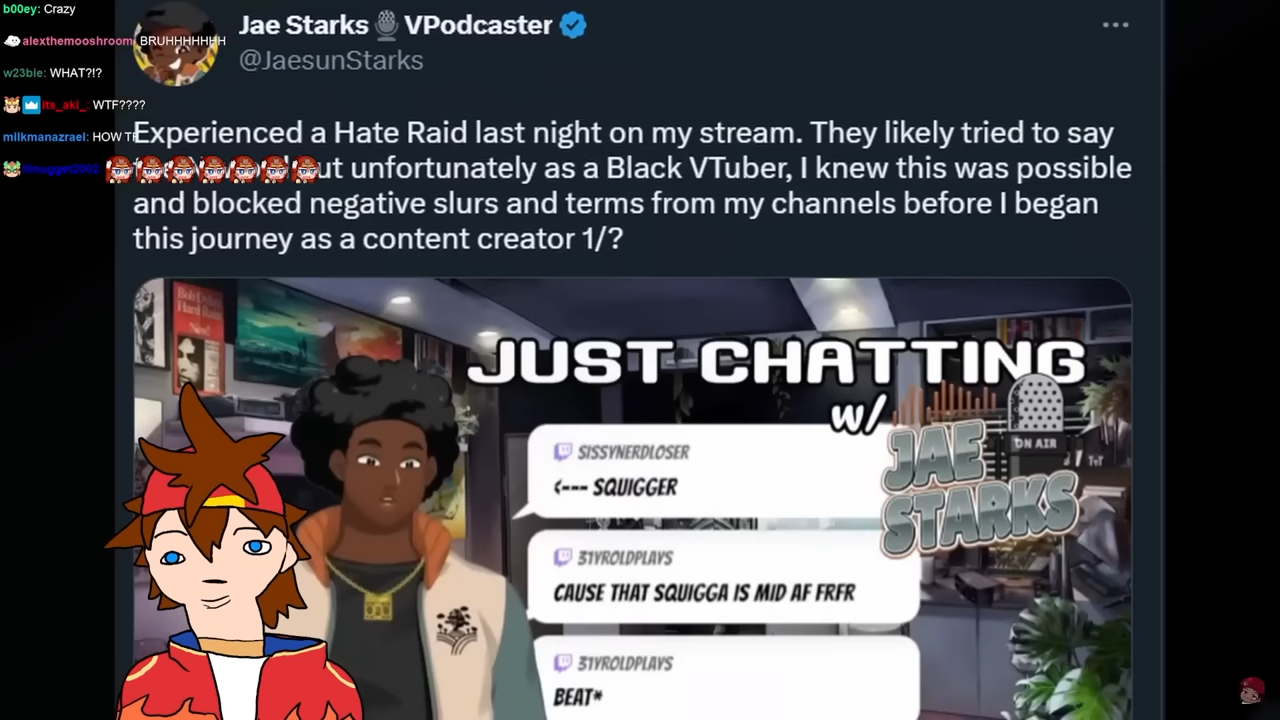 b00ey: Crazy
alexthemooshroom BRUHHHHHHH
w23bie: WHAT?!?
its_aki_: WTF????
milkmanazrael: HOW
Jae Starks VPodcaster
@JaesunStarks
Experienced a Hate Raid last night on my stream. They likely tried to say
ut unfortunately as a Black VTuber, I knew this was possible
and blocked negative slurs and terms from my channels before I began
this journey as a content creator 1/?
JUST CHATTING
w/
JAE
STARKS
ON AIR
SISSYNERDLOSER
<--- SQUIGGER
31YROLDPLAYS
CAUSE THAT SQUIGGA IS MID AF FRFR
31YROLDPLAYS
BEAT*